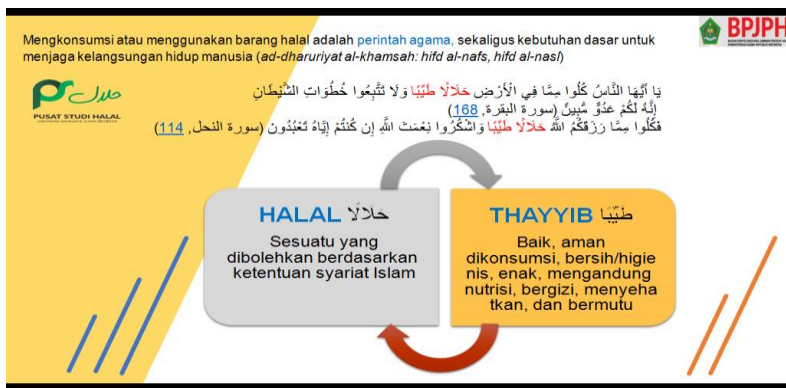 Mengkonsumsi atau menggunakan barang halal adalah perintah agama, sekaligus kebutuhan dasar untuk
menjaga kelangsungan hidup manusia (ad-dharuriyat al-khamsah: hifd al-nafs, hifd al-nasl)
BPJPH
حلال
PUSAT STUDI HALAL
يَا أَيُّهَا النَّاسُ كُلُوا مِمَّا فِي الْأَرْضِ حَلَالًا طَيِّبًا وَلَا تَتَّبِعُوا خُطُوَاتِ الشَّيْطَانِ
إِنَّهُ لَكُمْ عَدُوٌّ مُّبِينٌ (سورة البقرة, 168)
فَكُلُوا مِمَّا رَزَقَكُمُ اللَّهُ حَلَالًا طَيِّبًا وَاشْكُرُوا نِعْمَتَ اللَّهِ إِن كُنتُمْ إِيَّاهُ تَعْبُدُونَ (سورة النحل, 114)
HALAL حَلَالًا
Sesuatu yang
dibolehkan berdasarkan
ketentuan syariat Islam
THAYYIB طَيِّبًا
Baik, aman
dikonsumsi, bersih/higie
nis, enak, mengandung
nutrisi, bergizi, menyeha
tkan, dan bermutu